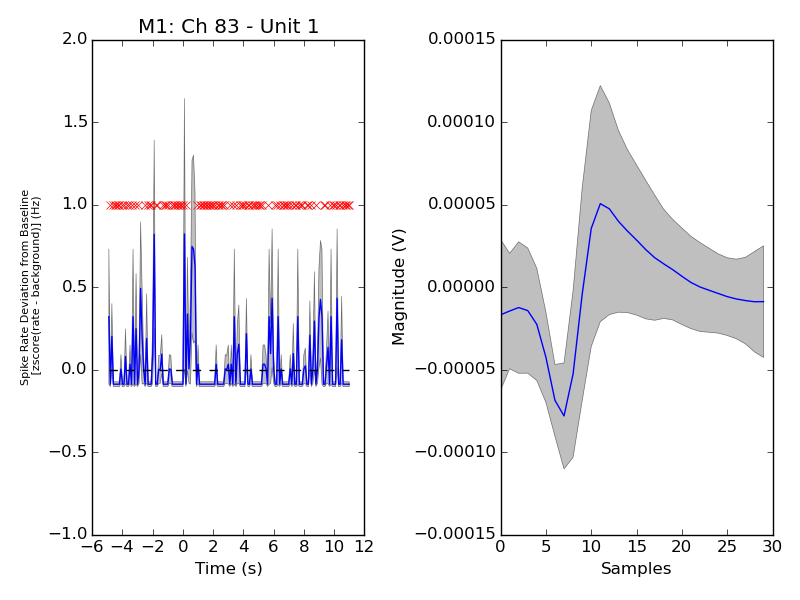 M1: Ch 83 - Unit 1
2.0
1.5
1.0
0.5
0.0
−0.5
−1.0
−6 −4 −2 0 2 4 6 8 10 12
Time (s)
Spike Rate Deviation from Baseline
[zscore(rate - background)] (Hz)
0.00015
0.00010
0.00005
0.00000
−0.00005
−0.00010
−0.00015
0 5 10 15 20 25 30
Samples
Magnitude (V)